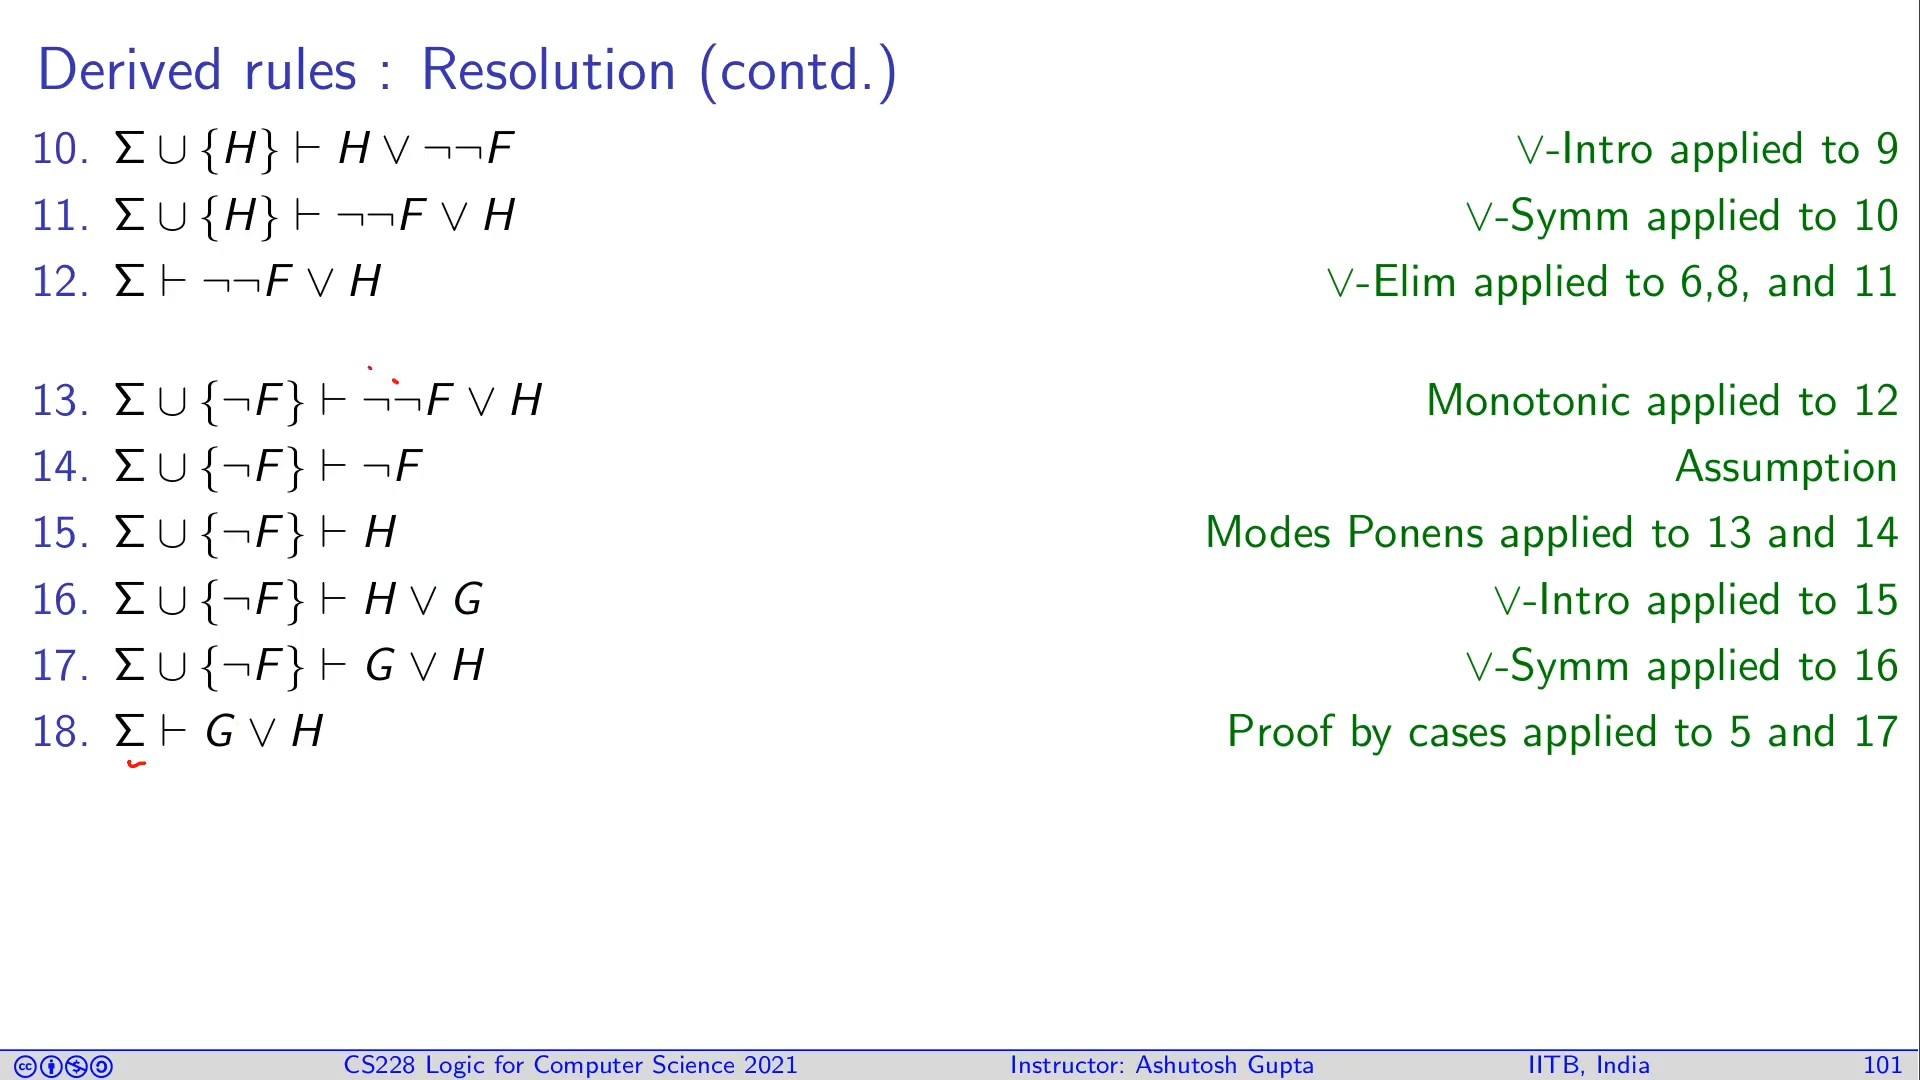 Derived rules : Resolution (contd.)
10. Σ ∪ {H} ⊢ H ∨ ¬¬F ∨-Intro applied to 9
11. Σ ∪ {H} ⊢ ¬¬F ∨ H ∨-Symm applied to 10
12. Σ ⊢ ¬¬F ∨ H ∨-Elim applied to 6,8, and 11
13. Σ ∪ {¬F} ⊢ ¬¬F ∨ H Monotonic applied to 12
14. Σ ∪ {¬F} ⊢ ¬F Assumption
15. Σ ∪ {¬F} ⊢ H Modes Ponens applied to 13 and 14
16. Σ ∪ {¬F} ⊢ H ∨ G ∨-Intro applied to 15
17. Σ ∪ {¬F} ⊢ G ∨ H ∨-Symm applied to 16
18. Σ ⊢ G ∨ H Proof by cases applied to 5 and 17
CS228 Logic for Computer Science 2021 Instructor: Ashutosh Gupta IITB, India 101